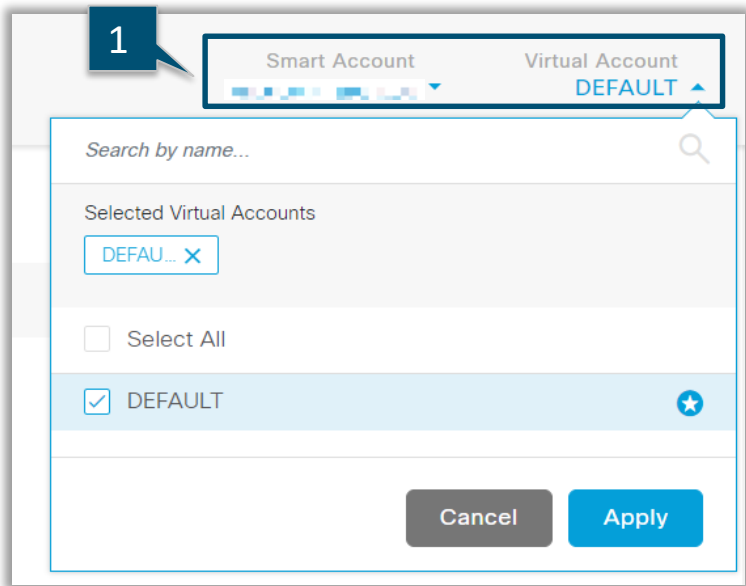 1
Smart Account
Virtual Account
DEFAULT
Search by name...
Selected Virtual Accounts
DEFAU...
Select All
DEFAULT
Cancel
Apply